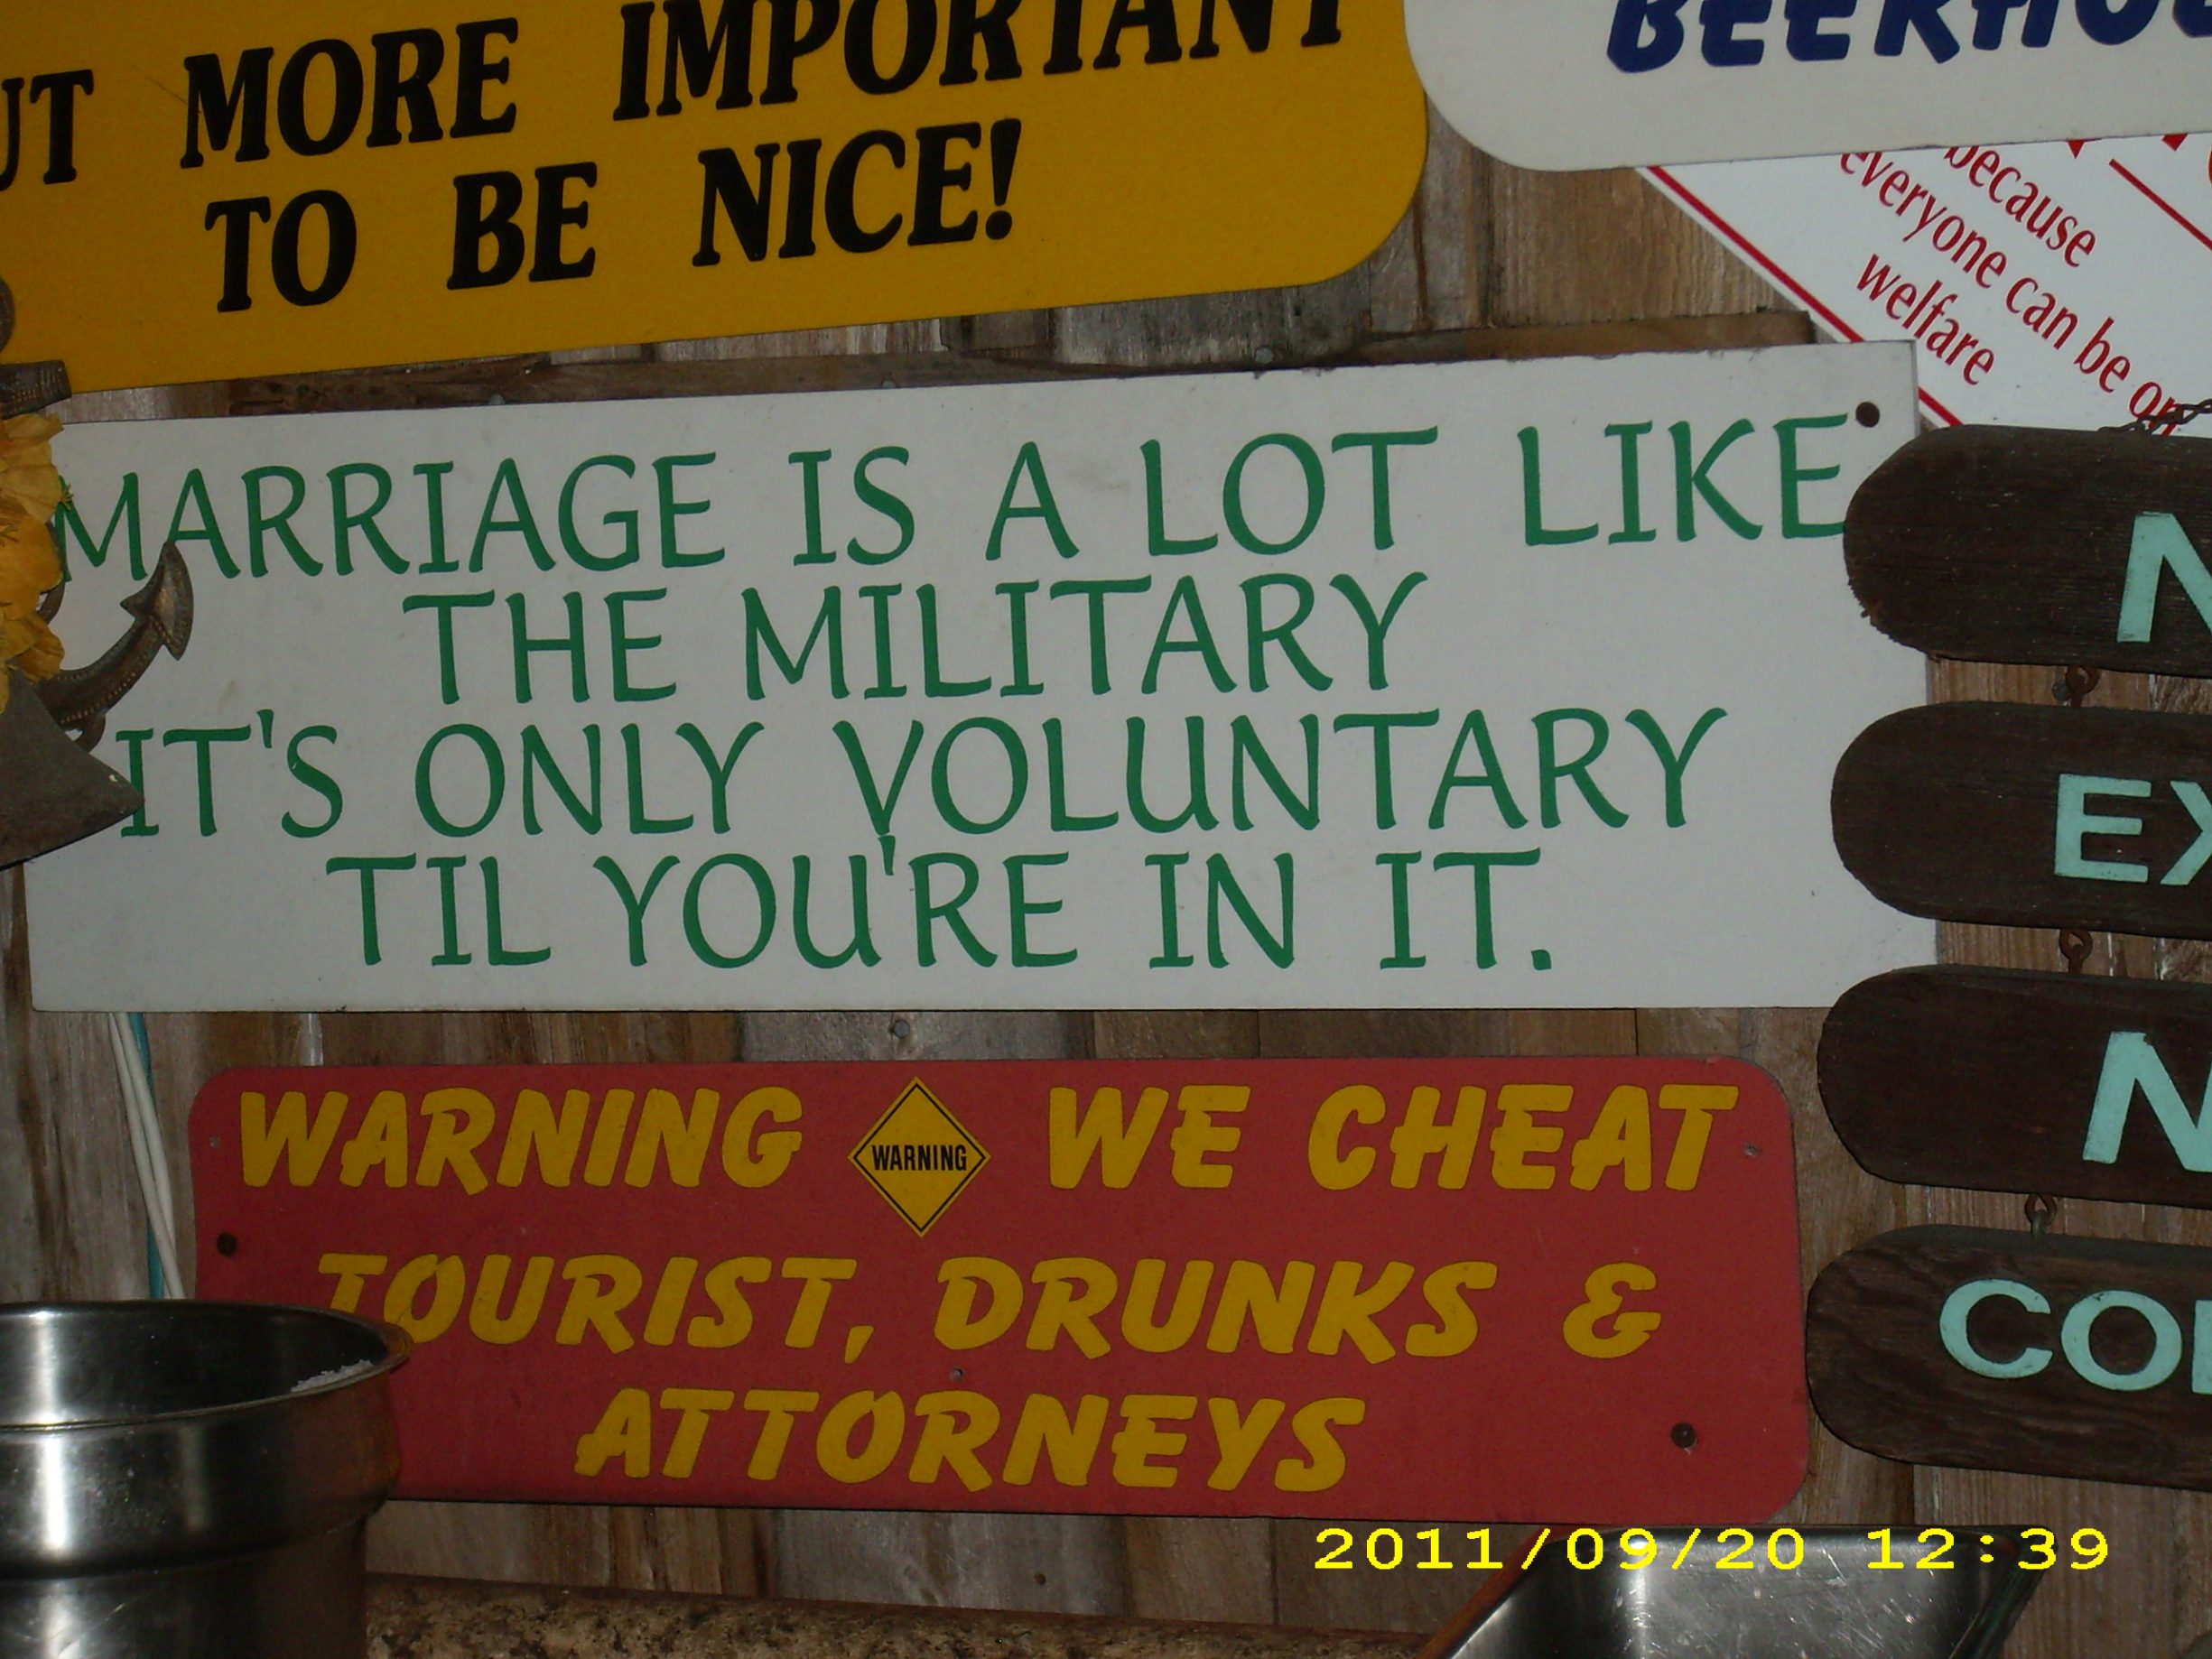 MORE IMPORTANT
TO BE NICE!
because
everyone can be on
welfare
MARRIAGE IS A LOT LIKE
THE MILITARY
IT'S ONLY VOLUNTARY
TIL YOU'RE IN IT.
WARNING WARNING WE CHEAT
TOURIST, DRUNKS &
ATTORNEYS
2011/09/20 12:39